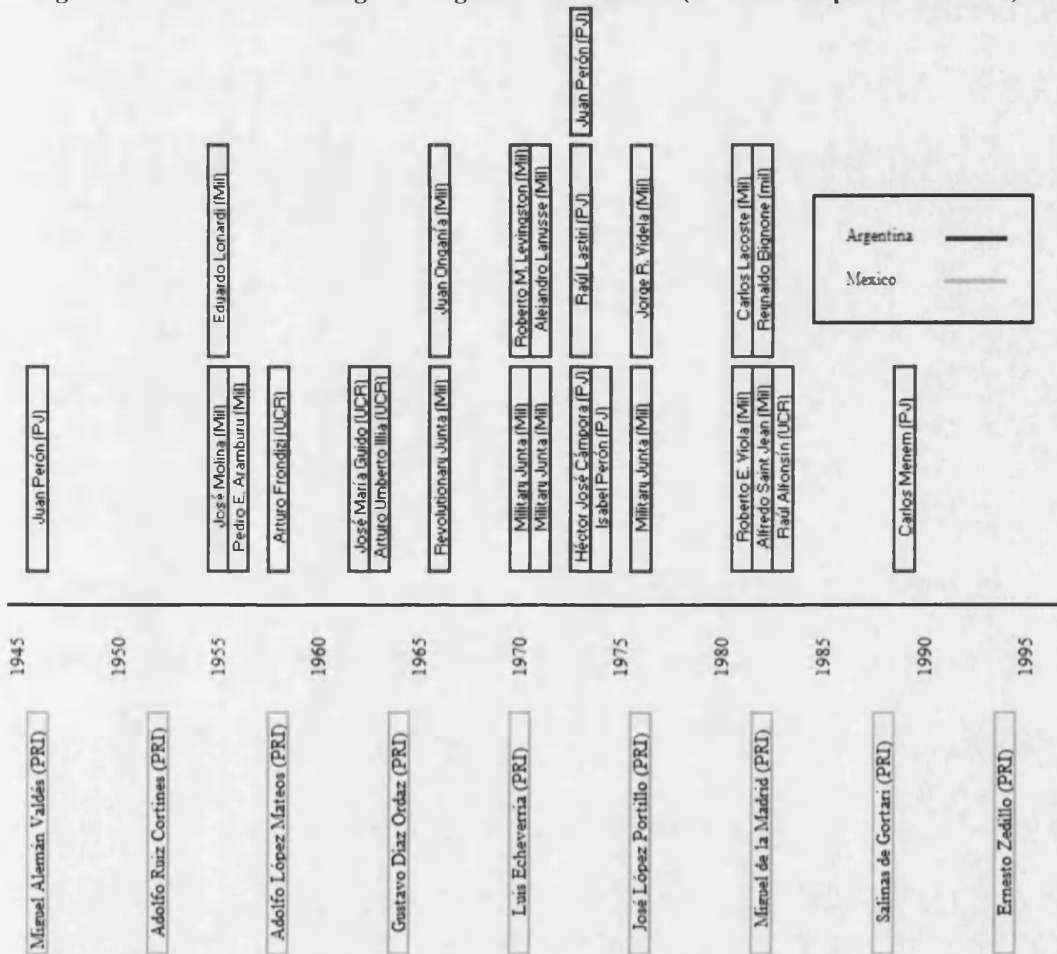 Juan Perón (PJ)
Eduardo Lonardi (Mil)
Juan Onganía (Mil)
Roberto M. Levingston (Mil)
Alejandro Lanusse (Mil)
Raúl Lastiri (PJ)
Jorge R. Videla (Mil)
Carlos Lacoste (Mil)
Reynaldo Bignone (mil)
Argentina
Mexico
Juan Perón (PJ)
José Molina (Mil)
Pedro E. Aramburu (Mil)
Arturo Frondizi (UCR)
José María Guido (UCR)
Arturo Umberto Illia (UCR)
Revolutionary Junta (Mil)
Military Junta (Mil)
Military Junta (Mil)
Héctor José Cámpora (PJ)
Isabel Perón (PJ)
Military Junta (Mil)
Roberto E. Viola (Mil)
Alfredo Saint Jean (Mil)
Raúl Alfonsín (UCR)
Carlos Menem (PJ)
1945
1950
1955
1960
1965
1970
1975
1980
1985
1990
1995
Miguel Alemán Valdés (PRI)
Adolfo Ruiz Cortines (PRI)
Adolfo López Mateos (PRI)
Gustavo Díaz Ordaz (PRI)
Luis Echeverría (PRI)
José López Portillo (PRI)
Miguel de la Madrid (PRI)
Salinas de Gortari (PRI)
Ernesto Zedillo (PRI)